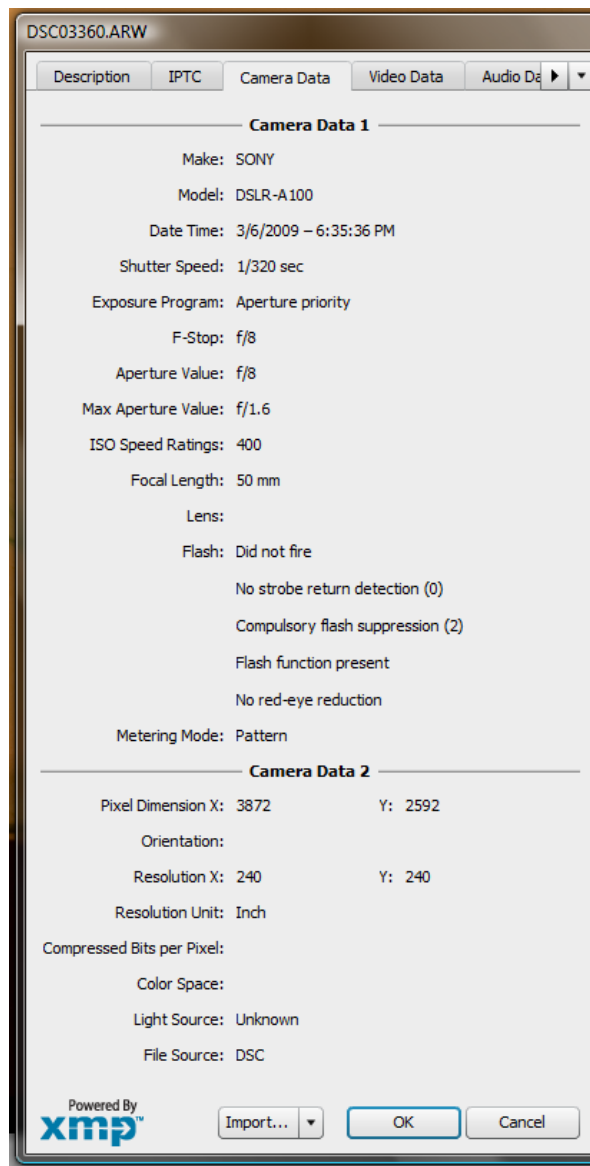 DSC03360.ARW
Description IPTC Camera Data Video Data Audio Da
Camera Data 1
Make: SONY
Model: DSLR-A100
Date Time: 3/6/2009 – 6:35:36 PM
Shutter Speed: 1/320 sec
Exposure Program: Aperture priority
F-Stop: f/8
Aperture Value: f/8
Max Aperture Value: f/1.6
ISO Speed Ratings: 400
Focal Length: 50 mm
Lens:
Flash: Did not fire
No strobe return detection (0)
Compulsory flash suppression (2)
Flash function present
No red-eye reduction
Metering Mode: Pattern
Camera Data 2
Pixel Dimension X: 3872 Y: 2592
Orientation:
Resolution X: 240 Y: 240
Resolution Unit: Inch
Compressed Bits per Pixel:
Color Space:
Light Source: Unknown
File Source: DSC
Powered By
xmp™ Import... OK Cancel